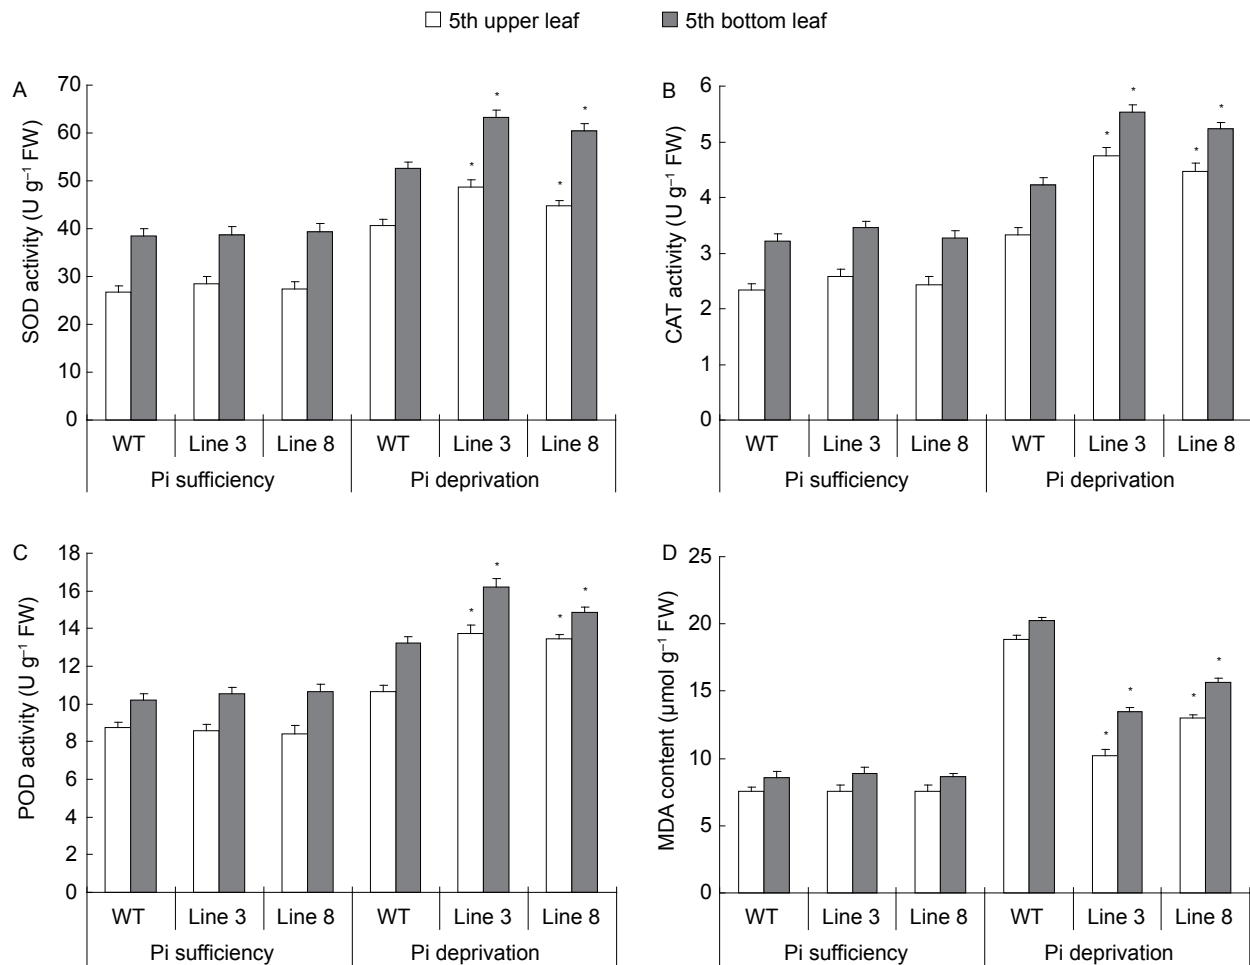 5th upper leaf 5th bottom leaf
A
SOD activity (U g⁻¹ FW)
70
60
50
40
30
20
10
0
* * * *
WT Line 3 Line 8 WT Line 3 Line 8
Pi sufficiency Pi deprivation
B
CAT activity (U g⁻¹ FW)
6
5
4
3
2
1
0
* * * *
WT Line 3 Line 8 WT Line 3 Line 8
Pi sufficiency Pi deprivation
C
POD activity (U g⁻¹ FW)
18
16
14
12
10
8
6
4
2
0
* * * *
WT Line 3 Line 8 WT Line 3 Line 8
Pi sufficiency Pi deprivation
D
MDA content (µmol g⁻¹ FW)
25
20
15
10
5
0
* * * *
WT Line 3 Line 8 WT Line 3 Line 8
Pi sufficiency Pi deprivation